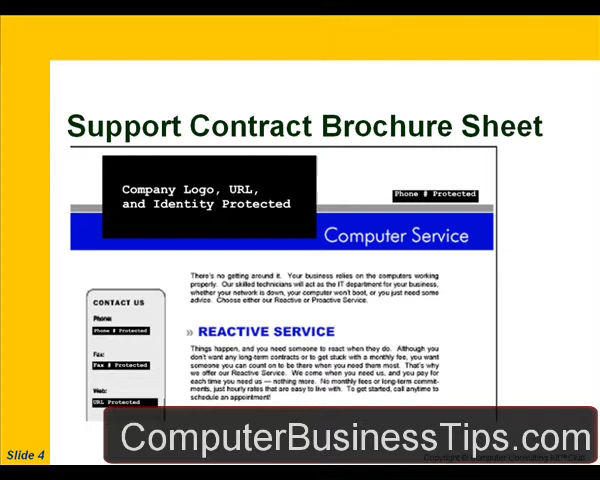 Support Contract Brochure Sheet
Company Logo, URL,
and Identity Protected
Phone # Protected
Computer Service
There's no getting around it. Your business relies on the computers working
properly. Our skilled technicians will act as the IT department for your business,
whether your network is down, your computer won't boot, or you just need some
advice. Choose either our Reactive or Proactive Service.
CONTACT US
Phone:
Phone # Protected
Fax:
Fax # Protected
Web:
URL Protected
» REACTIVE SERVICE
Things happen, and you need someone to react when they do. Although you
don't want any long-term contracts or to get stuck with a monthly fee, you want
someone you can count on to be there when you need them most. That's why
we offer our Reactive Service. We come when you need us, and you pay for
each time you need us — nothing more. No monthly fees or long-term commit-
ments, just hourly rates that are easy to live with. To get started, call anytime to
schedule an appointment!
ComputerBusinessTips.com
Slide 4
Copyright © Computer Consulting Kit™ Club